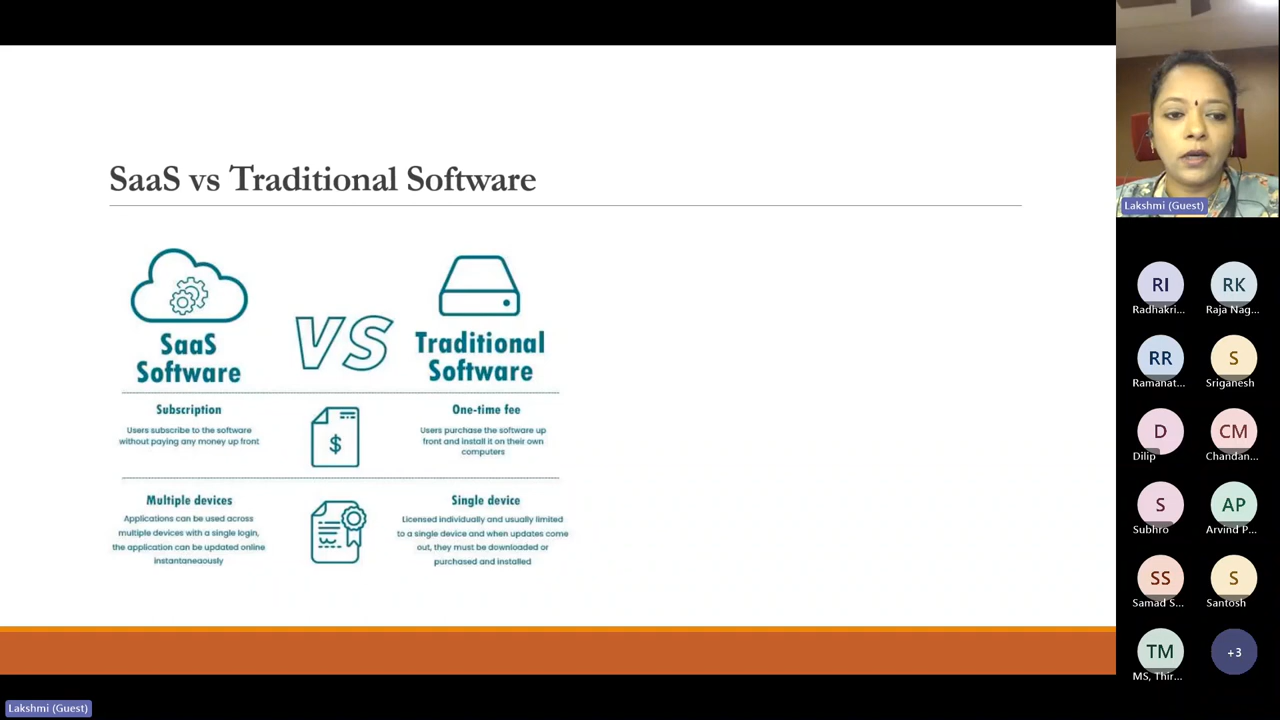 SaaS vs Traditional Software
SaaS
Software
VS
Traditional
Software
Subscription
Users subscribe to the software
without paying any money up front
$
One-time fee
Users purchase the software up
front and install it on their own
computers
Multiple devices
Applications can be used across
multiple devices with a single login,
the application can be updated online
instantaneaously
Single device
Licensed individually and usually limited
to a single device and when updates come
out, they must be downloaded or
purchased and installed
Lakshmi (Guest)
RI
Radhakri...
RK
Raja Nag...
RR
Ramanat...
S
Sriganesh
D
Dilip
CM
Chandan...
S
Subhro
AP
Arvind P...
SS
Samad S...
S
Santosh
TM
MS, Thir...
+3
Lakshmi (Guest)